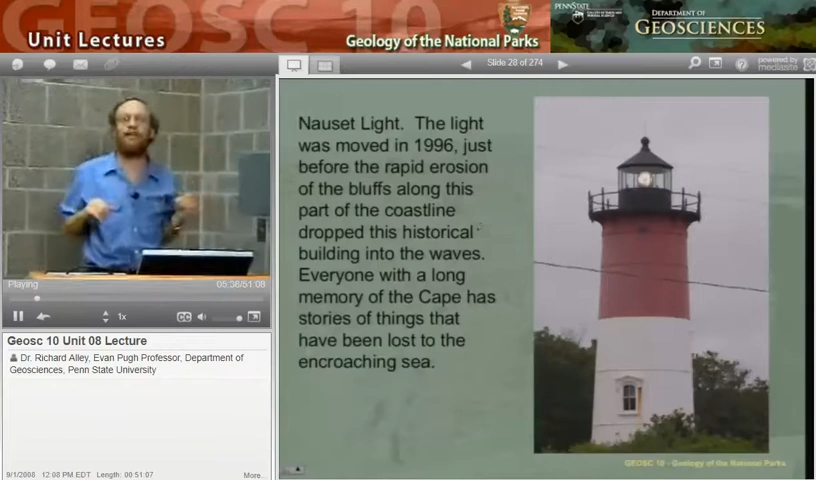 GEOSC 10
Unit Lectures
Geology of the National Parks
PENNSTATE
DEPARTMENT OF
GEOSCIENCES
Slide 28 of 274
powered by
mediasite
Nauset Light. The light
was moved in 1996, just
before the rapid erosion
of the bluffs along this
part of the coastline
dropped this historical
building into the waves.
Everyone with a long
memory of the Cape has
stories of things that
have been lost to the
encroaching sea.
GEOSC 10 - Geology of the National Parks
Playing
05:38/51:08
1x
CC
Geosc 10 Unit 08 Lecture
Dr. Richard Alley, Evan Pugh Professor, Department of
Geosciences, Penn State University
9/1/2008 12:08 PM EDT Length: 00:51:07
More...